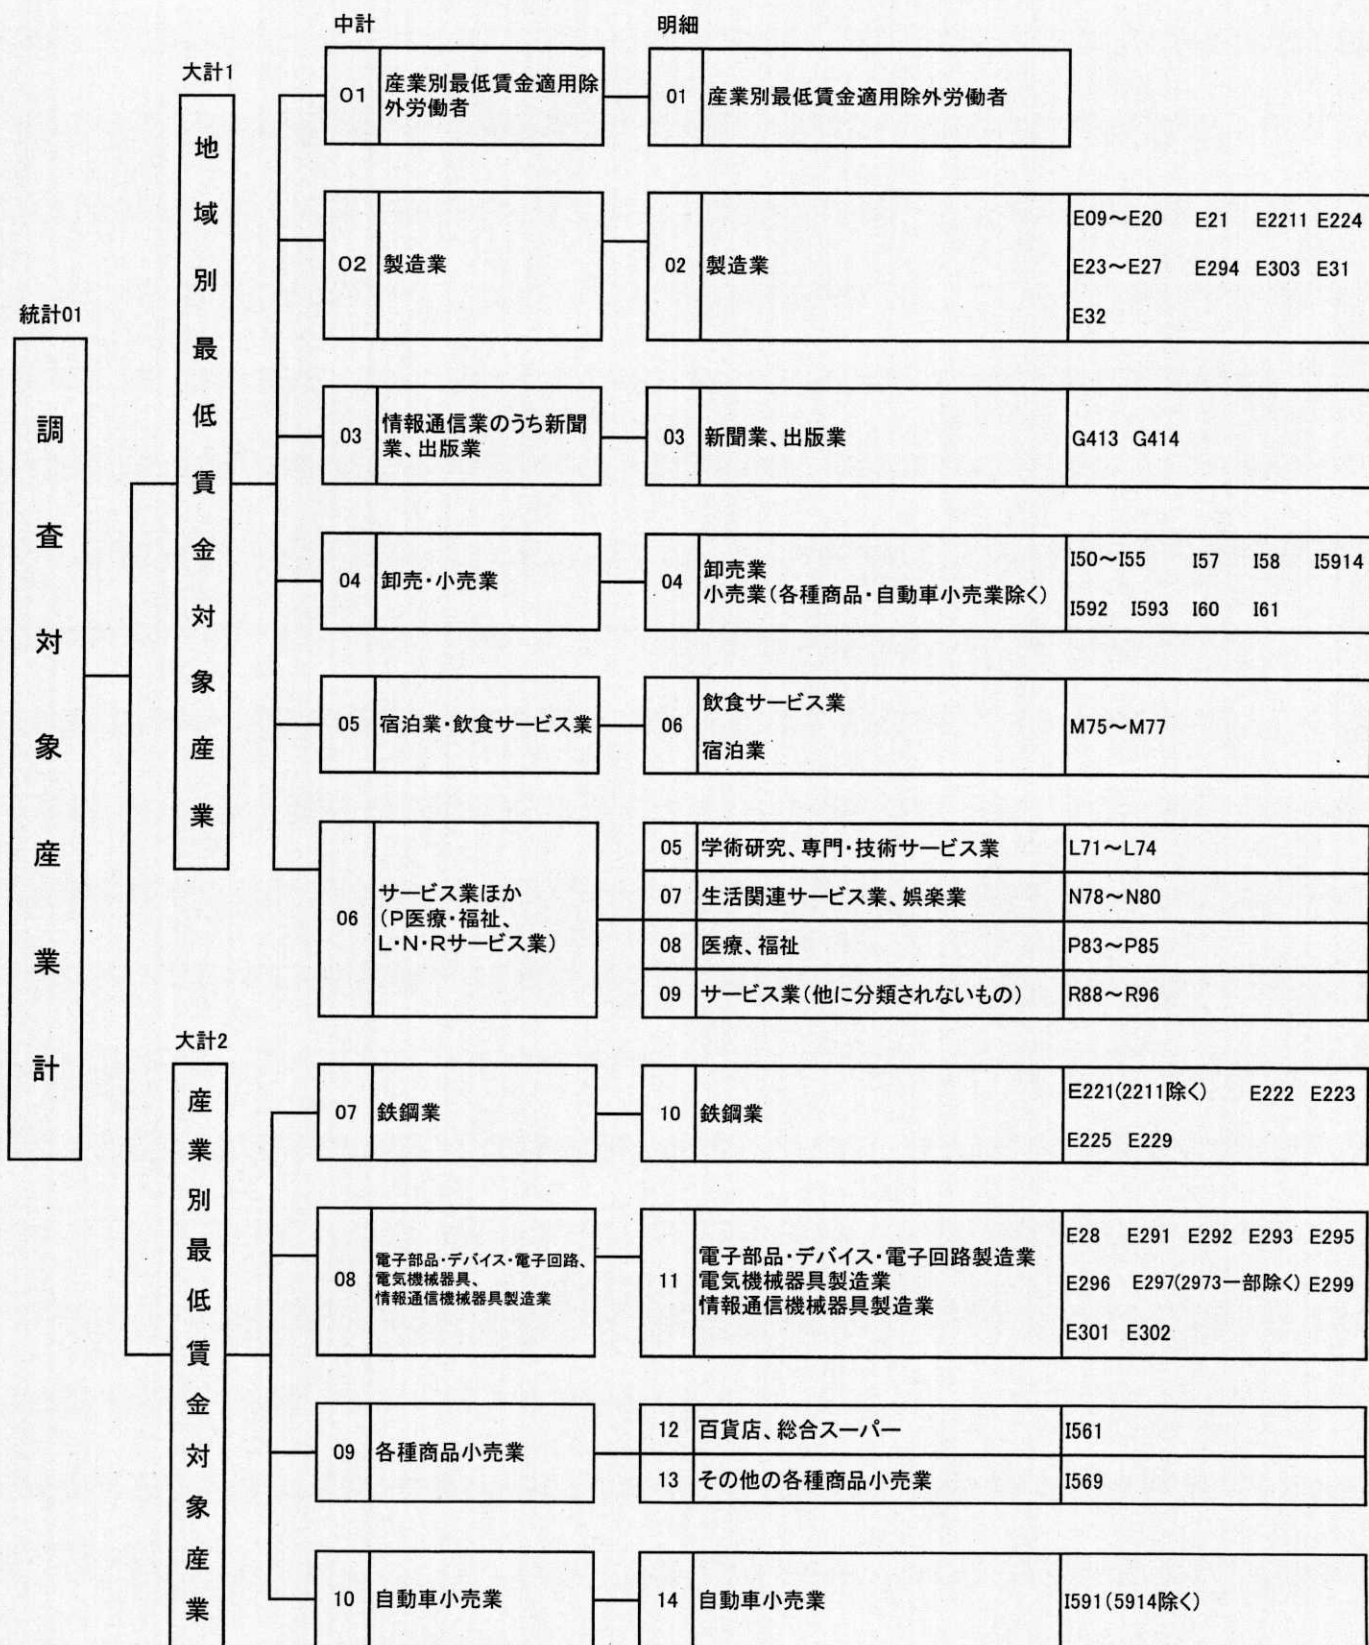 中計
明細
大計1
01
産業別最低賃金適用除
外労働者
01
産業別最低賃金適用除外労働者
地域別最低賃金対象産業
02
製造業
02
製造業
E09～E20 E21 E2211 E224
E23～E27 E294 E303 E31
E32
統計01
調査対象産業計
03
情報通信業のうち新聞
業、出版業
03
新聞業、出版業
G413 G414
04
卸売・小売業
04
卸売業
小売業(各種商品・自動車小売業除く)
I50～I55 I57 I58 I5914
I592 I593 I60 I61
05
宿泊業・飲食サービス業
06
飲食サービス業
宿泊業
M75～M77
06
サービス業ほか
(P医療・福祉、
L・N・Rサービス業)
05
学術研究、専門・技術サービス業
L71～L74
07
生活関連サービス業、娯楽業
N78～N80
08
医療、福祉
P83～P85
09
サービス業(他に分類されないもの)
R88～R96
大計2
産業別最低賃金対象産業
07
鉄鋼業
10
鉄鋼業
E221(2211除く) E222 E223
E225 E229
08
電子部品・デバイス・電子回路、
電気機械器具、
情報通信機械器具製造業
11
電子部品・デバイス・電子回路製造業
電気機械器具製造業
情報通信機械器具製造業
E28 E291 E292 E293 E295
E296 E297(2973一部除く) E299
E301 E302
09
各種商品小売業
12
百貨店、総合スーパー
I561
13
その他の各種商品小売業
I569
10
自動車小売業
14
自動車小売業
I591(5914除く)